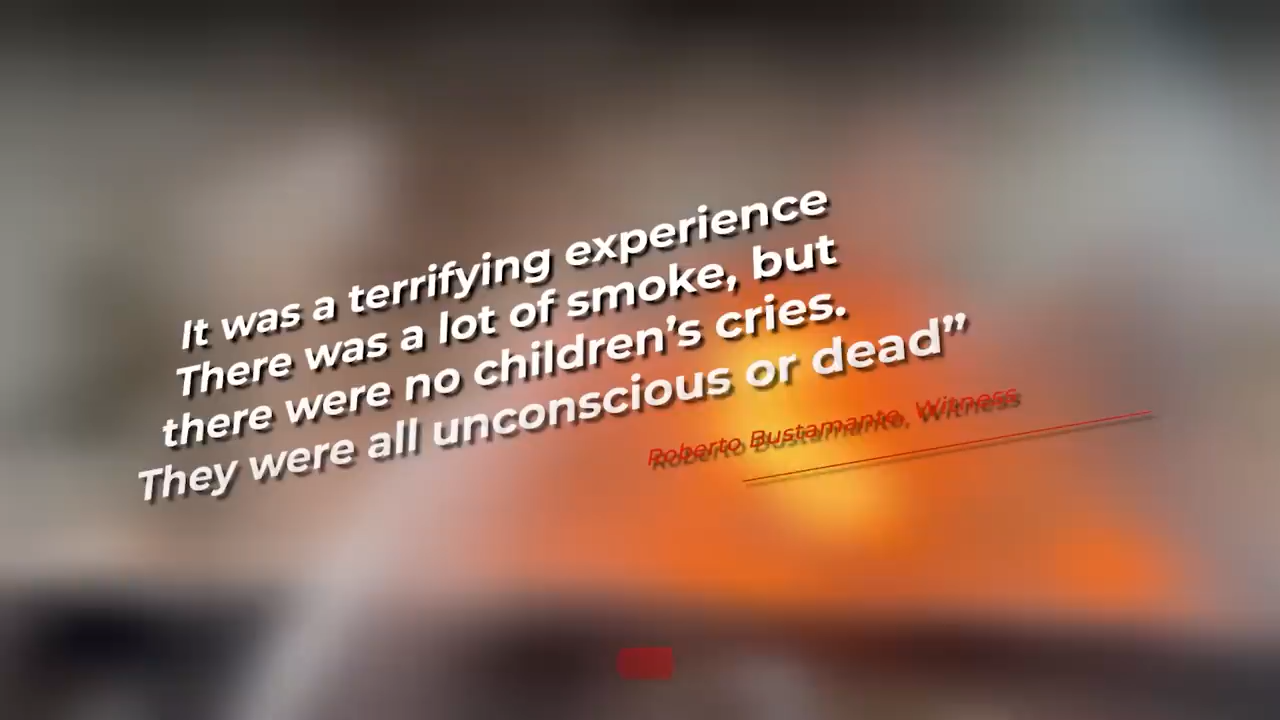 It was a terrifying experience
There was a lot of smoke, but
there were no children’s cries.
They were all unconscious or dead”
Roberto Bustamante, Witness